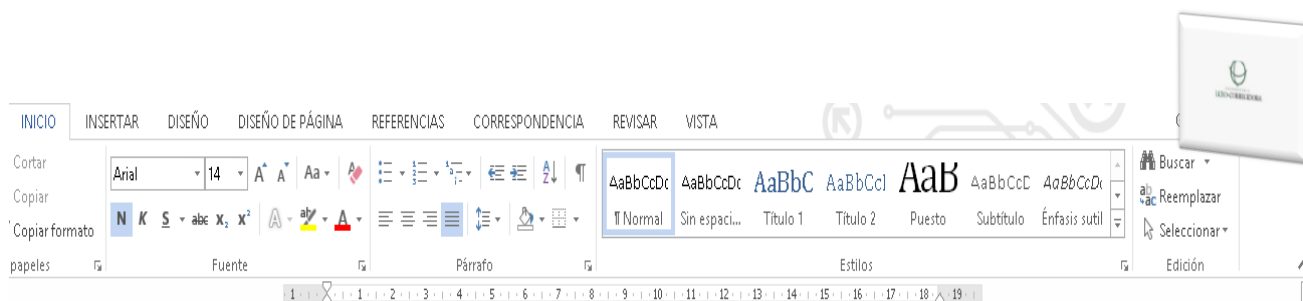 INICIO INSERTAR DISEÑO DISEÑO DE PÁGINA REFERENCIAS CORRESPONDENCIA REVISAR VISTA
Cortar
Copiar
Copiar formato
papeles
Arial 14 A A Aa
N K S abc X₂ X² A aby A
Fuente
Párrafo
AaBbCcDc AaBbCcDc AaBbC AaBbCcI AaB AaBbCcD AaBbCcDc
¶ Normal Sin espaci... Título 1 Título 2 Puesto Subtítulo Énfasis sutil
Estilos
Buscar
Reemplazar
Seleccionar
Edición
1 1 2 3 4 5 6 7 8 9 10 11 12 13 14 15 16 17 18 19